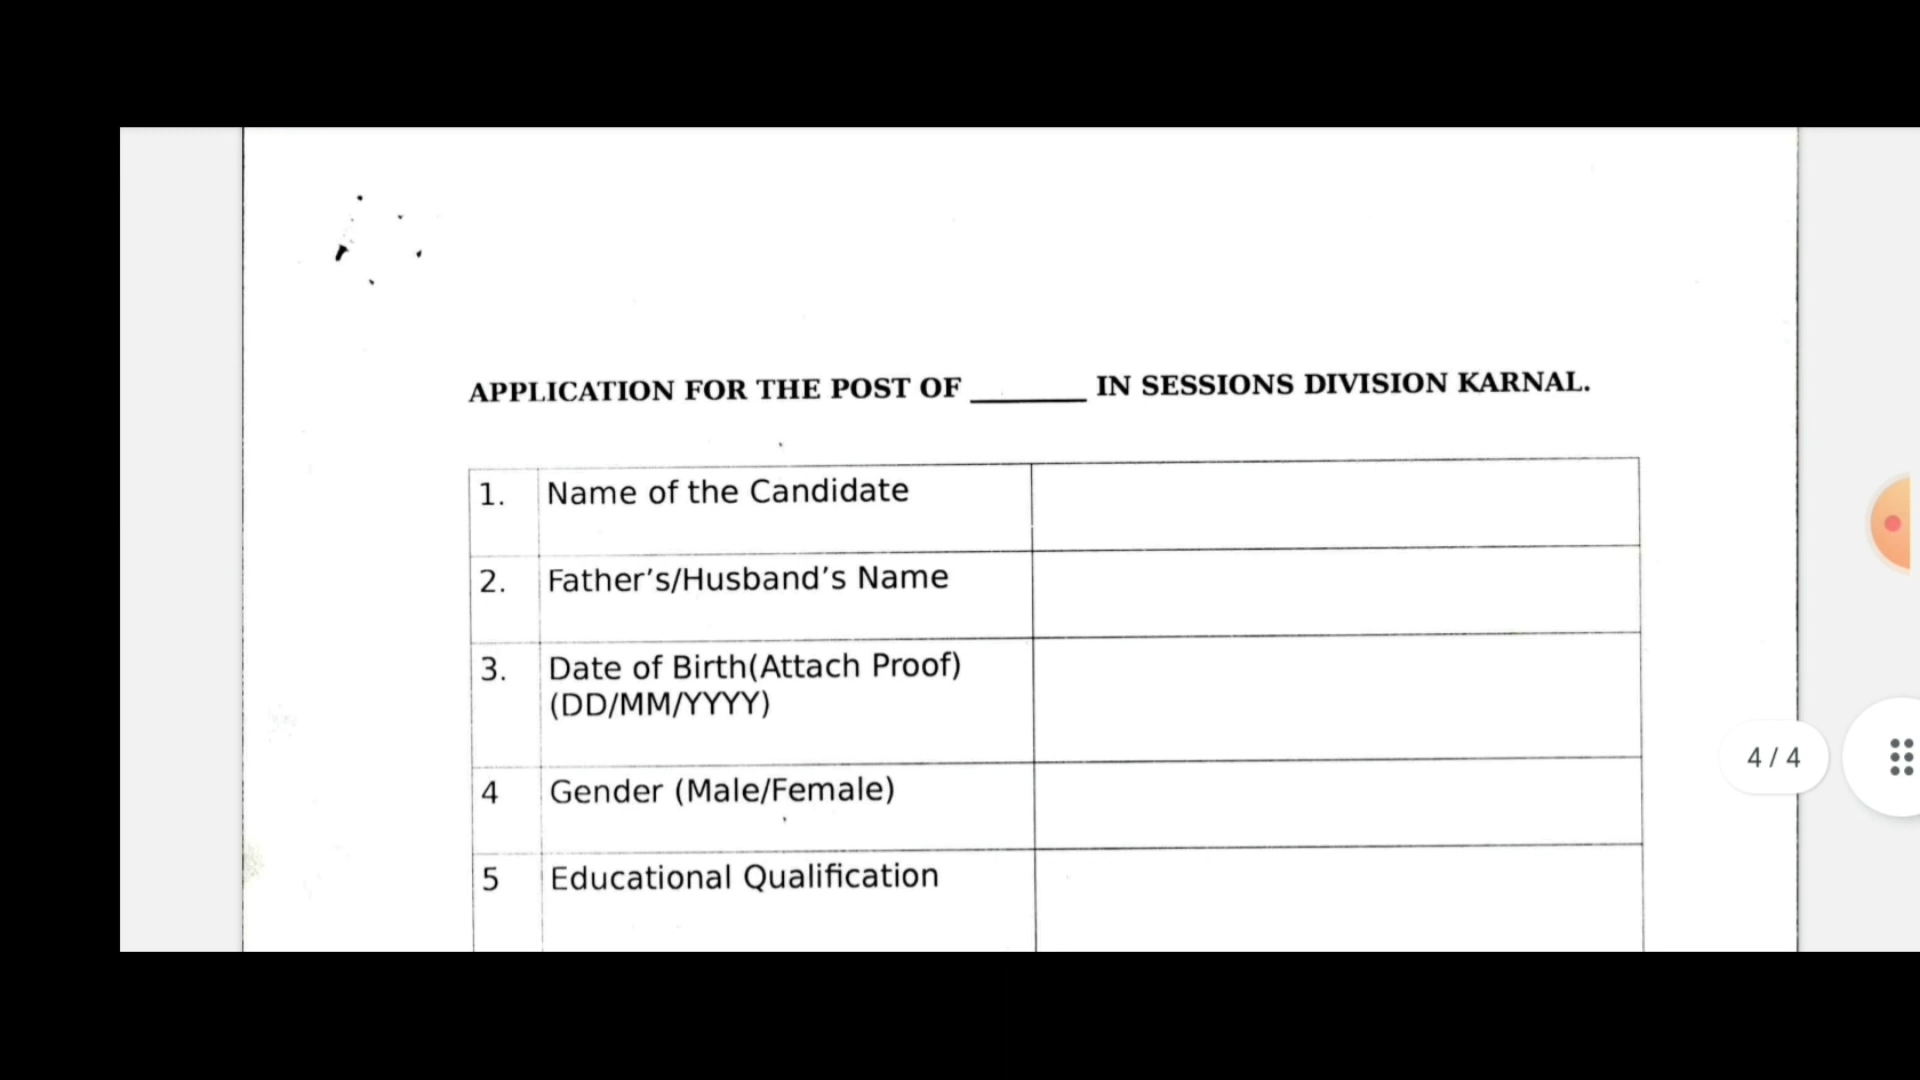 APPLICATION FOR THE POST OF ________ IN SESSIONS DIVISION KARNAL.
1. Name of the Candidate
2. Father’s/Husband’s Name
3. Date of Birth(Attach Proof)
(DD/MM/YYYY)
4 Gender (Male/Female)
5 Educational Qualification
4 / 4